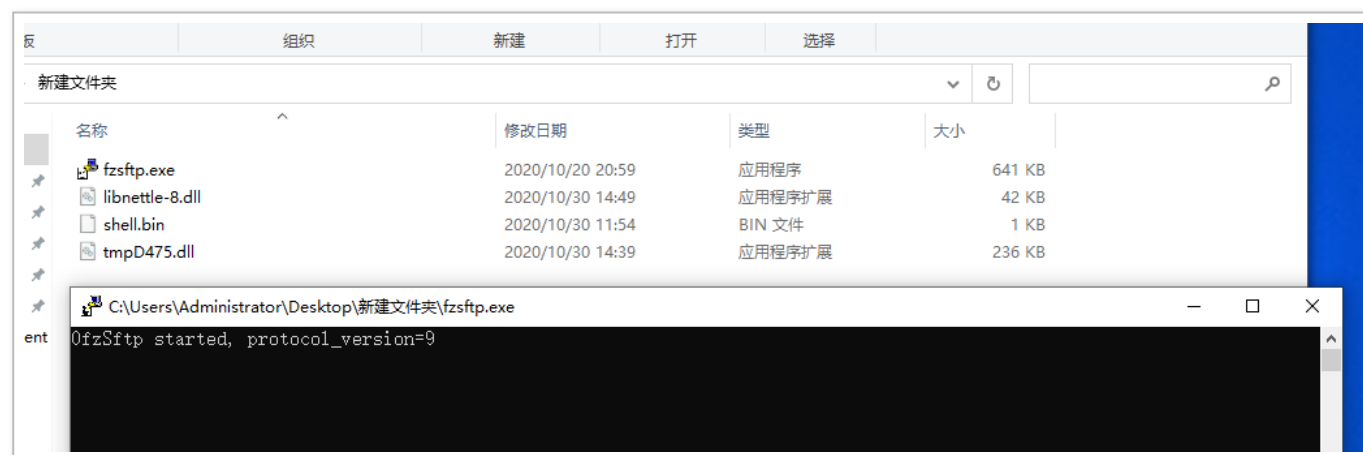 组织 新建 打开 选择
新建文件夹
名称 修改日期 类型 大小
fzsftp.exe 2020/10/20 20:59 应用程序 641 KB
libnettle-8.dll 2020/10/30 14:49 应用程序扩展 42 KB
shell.bin 2020/10/30 11:54 BIN 文件 1 KB
tmpD475.dll 2020/10/30 14:39 应用程序扩展 236 KB
C:\Users\Administrator\Desktop\新建文件夹\fzsftp.exe
ent
0fzSftp started, protocol_version=9